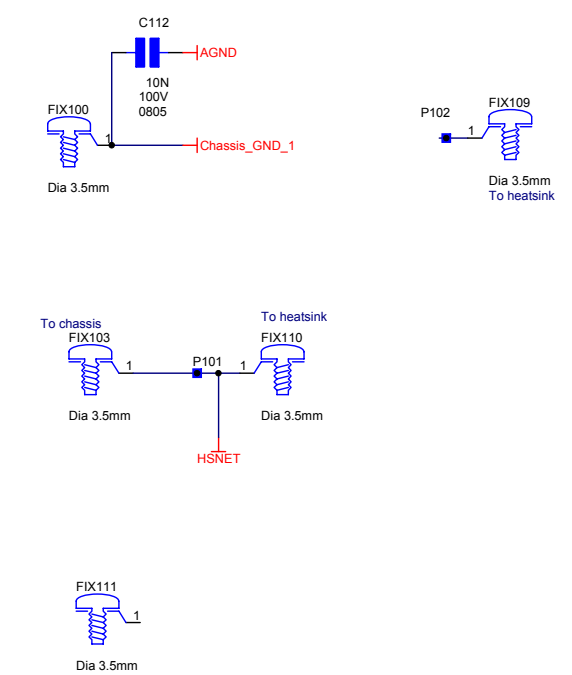 C112
AGND
10N
100V
0805
FIX100
1
Chassis_GND_1
Dia 3.5mm
P102
FIX109
1
Dia 3.5mm
To heatsink
To chassis
FIX103
1
Dia 3.5mm
P101
To heatsink
FIX110
1
Dia 3.5mm
HSNET
FIX111
1
Dia 3.5mm